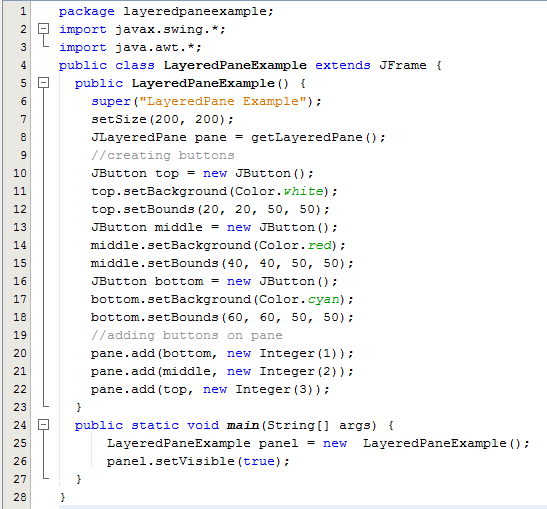 1 package layeredpaneexample;
2 import javax.swing.*;
3 import java.awt.*;
4 public class LayeredPaneExample extends JFrame {
5 public LayeredPaneExample() {
6 super("LayeredPane Example");
7 setSize(200, 200);
8 JLayeredPane pane = getLayeredPane();
9 //creating buttons
10 JButton top = new JButton();
11 top.setBackground(Color.white);
12 top.setBounds(20, 20, 50, 50);
13 JButton middle = new JButton();
14 middle.setBackground(Color.red);
15 middle.setBounds(40, 40, 50, 50);
16 JButton bottom = new JButton();
17 bottom.setBackground(Color.cyan);
18 bottom.setBounds(60, 60, 50, 50);
19 //adding buttons on pane
20 pane.add(bottom, new Integer(1));
21 pane.add(middle, new Integer(2));
22 pane.add(top, new Integer(3));
23 }
24 public static void main(String[] args) {
25 LayeredPaneExample panel = new  LayeredPaneExample();
26 panel.setVisible(true);
27 }
28 }